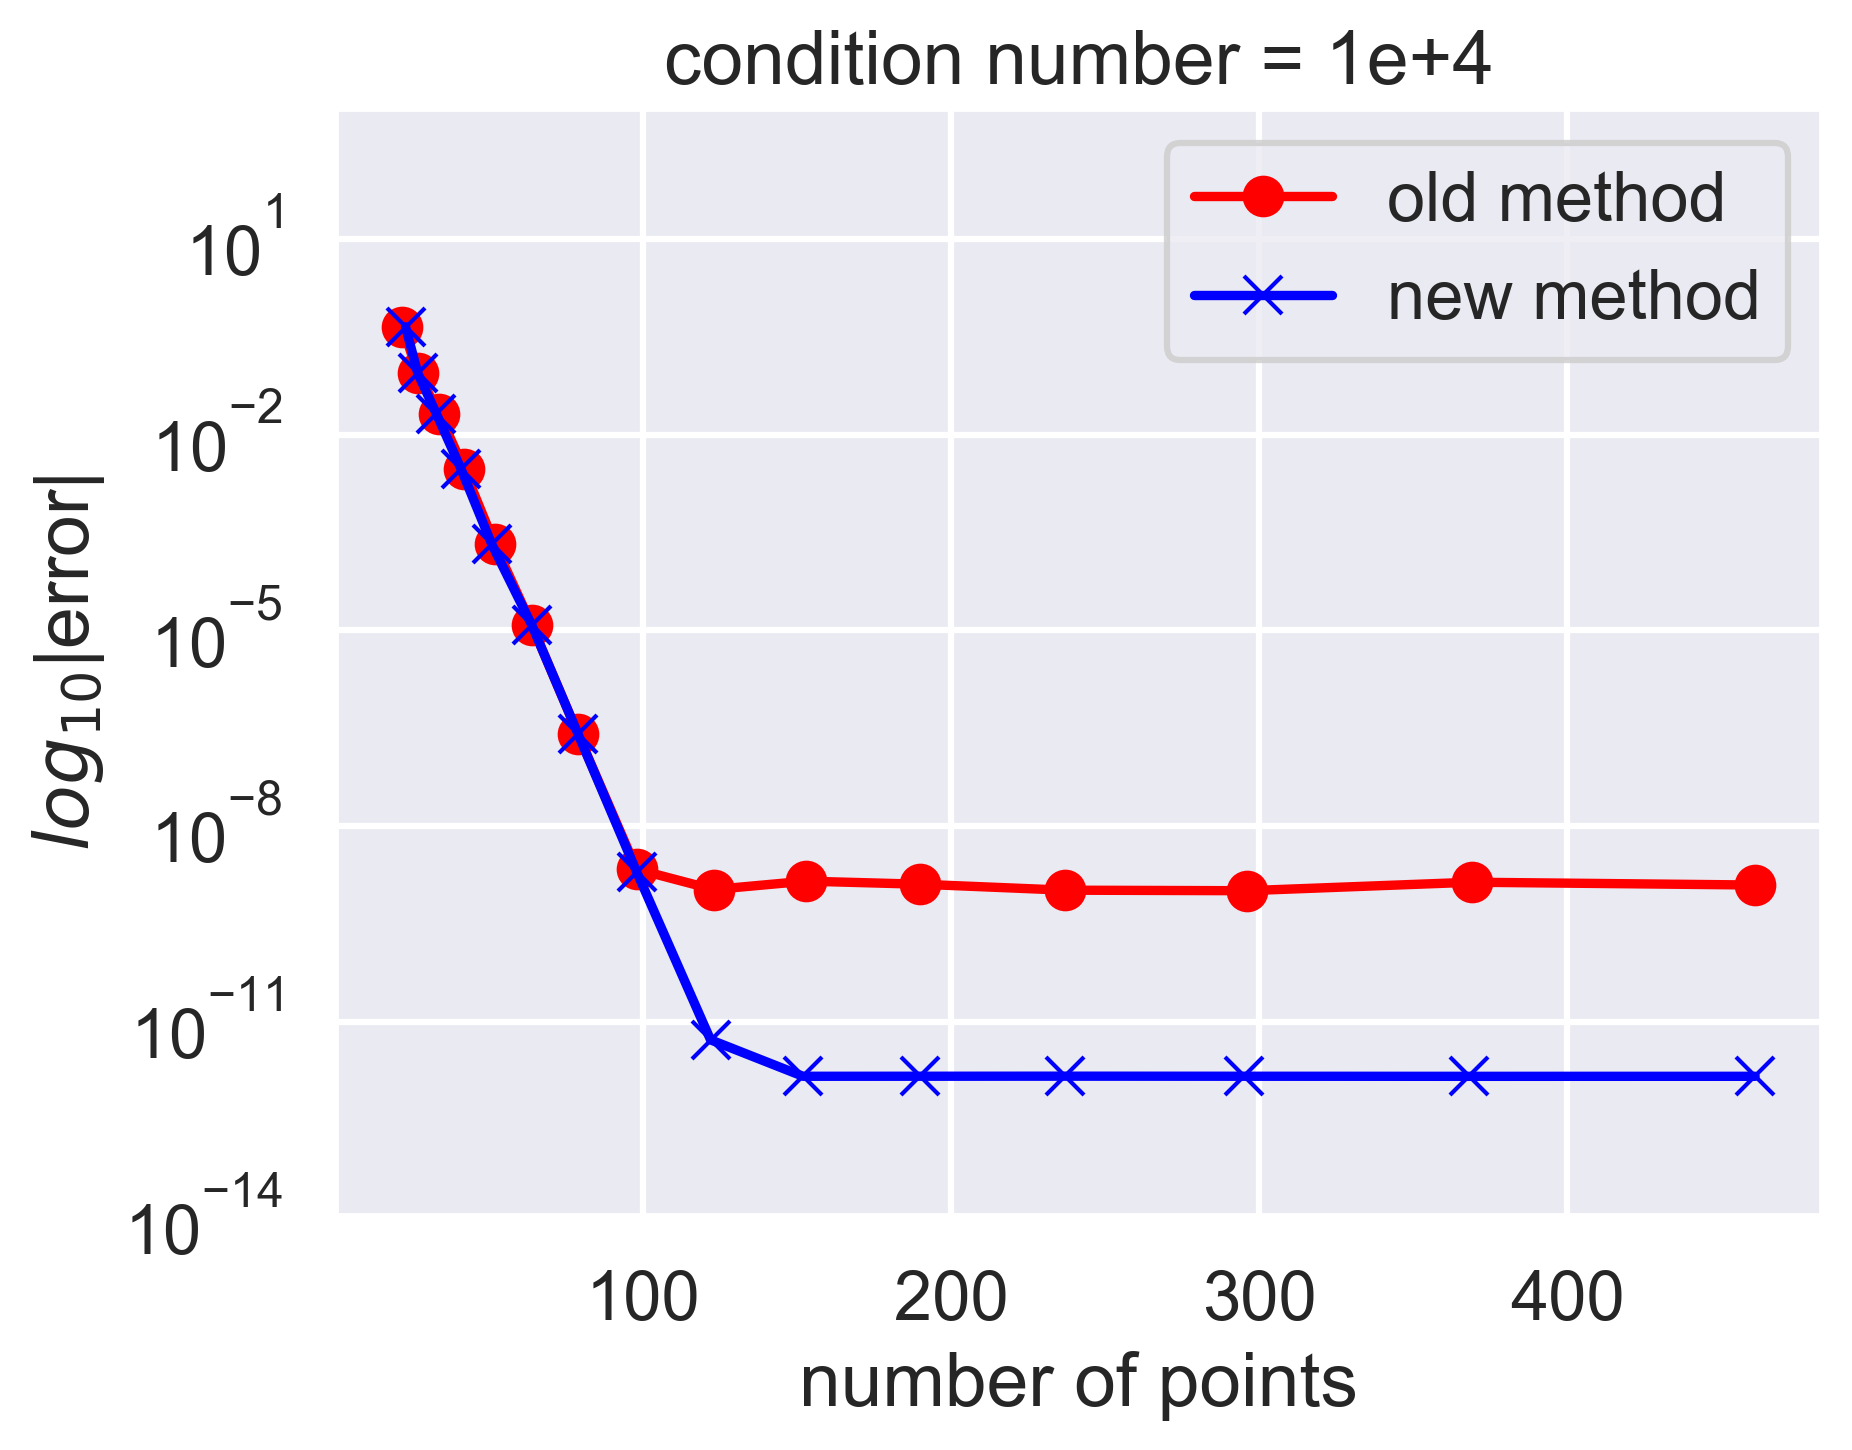 condition number = 1e+4
old method
new method
10^1
10^−2
10^−5
10^−8
10^−11
10^−14
log₁₀|error|
100 200 300 400
number of points